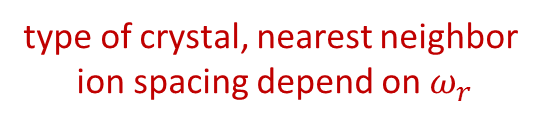 type of crystal, nearest neighbor
ion spacing depend on ωᵣ